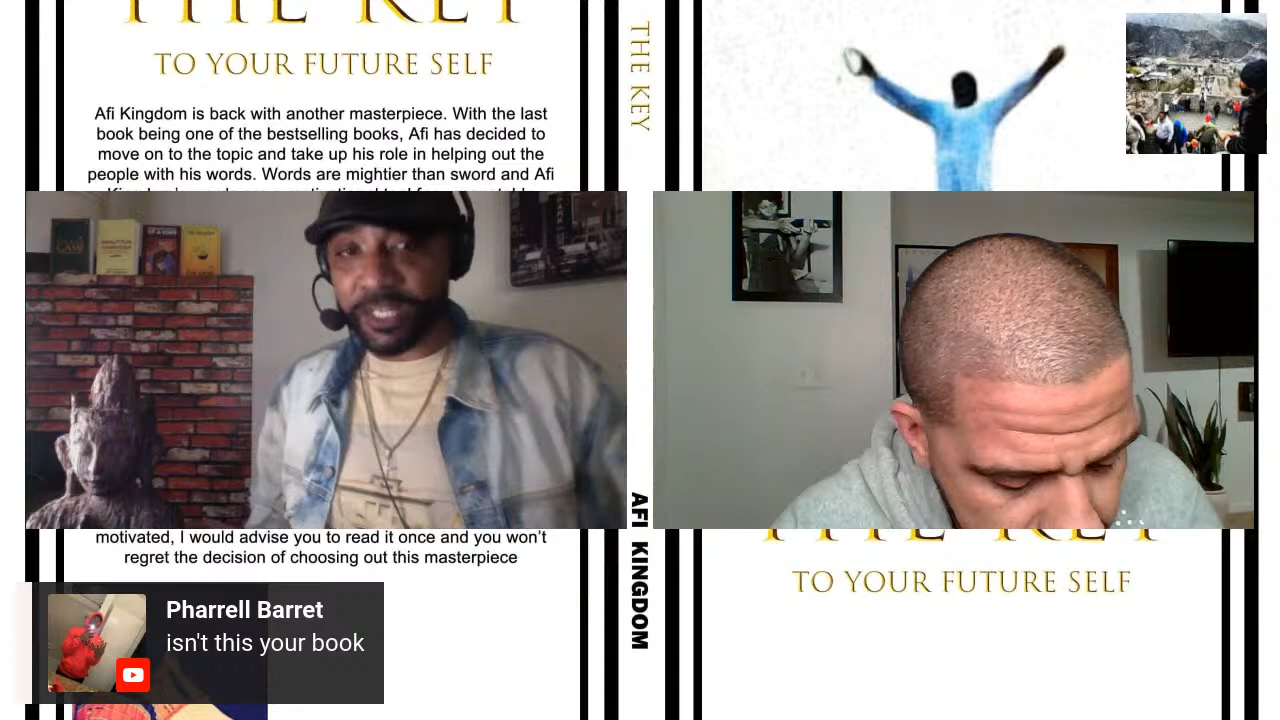 TO YOUR FUTURE SELF
Afi Kingdom is back with another masterpiece. With the last
book being one of the bestselling books, Afi has decided to
move on to the topic and take up his role in helping out the
people with his words. Words are mightier than sword and Afi
motivated, I would advise you to read it once and you won’t
regret the decision of choosing out this masterpiece
THE KEY
AFI KINGDOM
TO YOUR FUTURE SELF
Pharrell Barret
isn't this your book